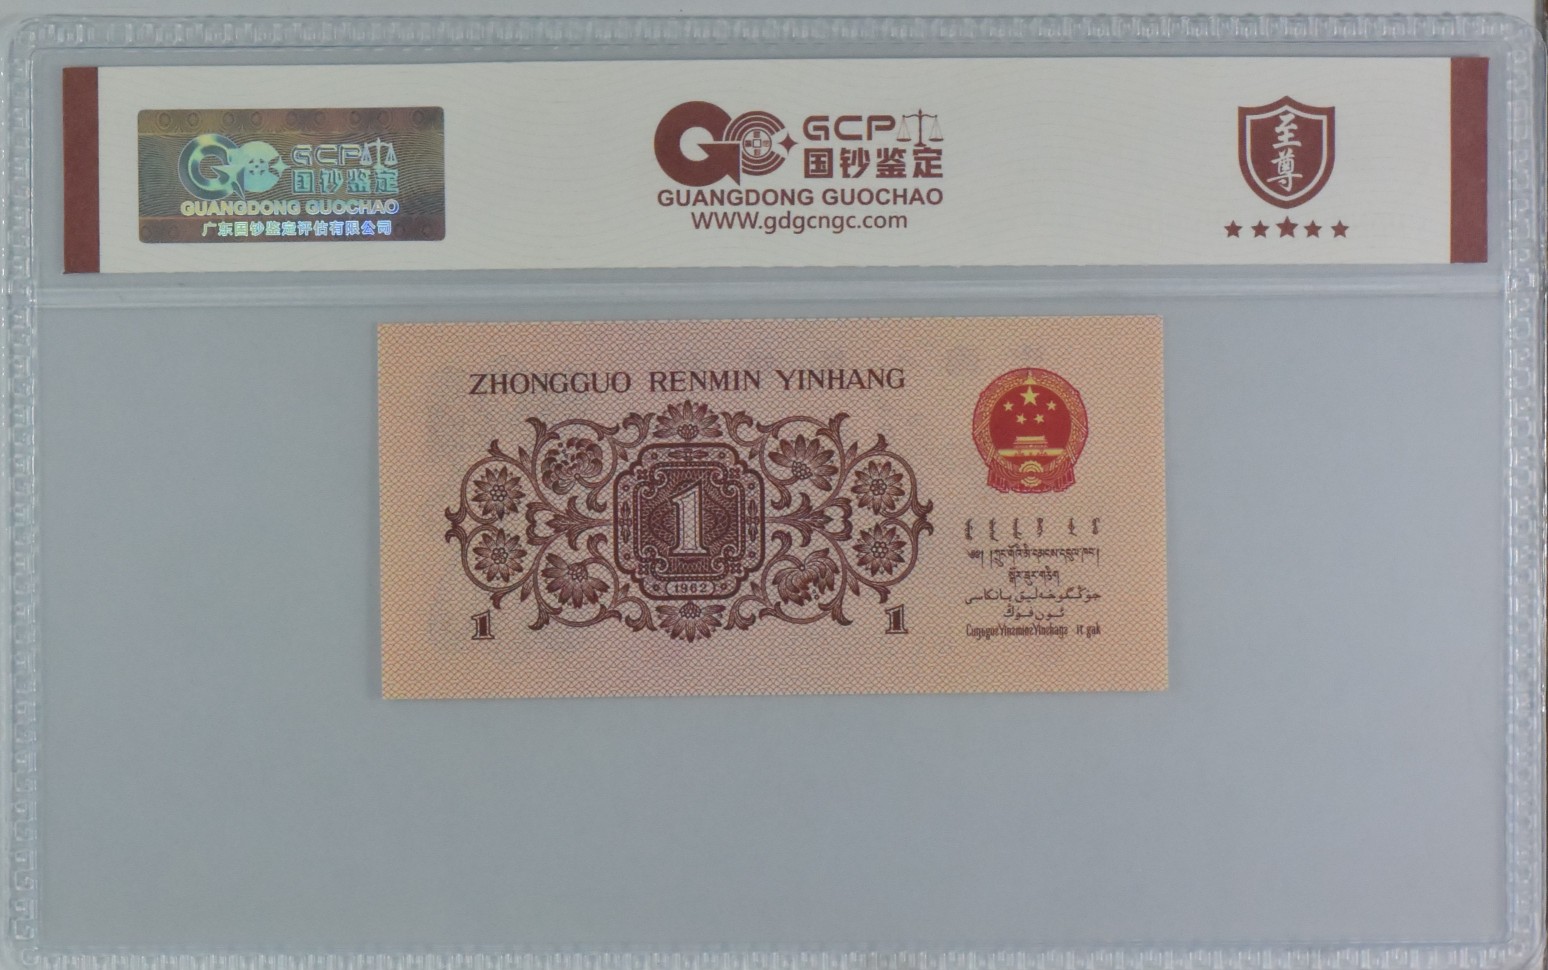 GCP
国钞鉴定
GUANGDONG GUOCHAO
广东国钞鉴定评估有限公司
GCP
国钞鉴定
GUANGDONG GUOCHAO
WWW.gdgcngc.com
至尊
ZHONGGUO RENMIN YINHANG
1
(1962)
1
1
جۇڭگوخەلىق بانكاسى